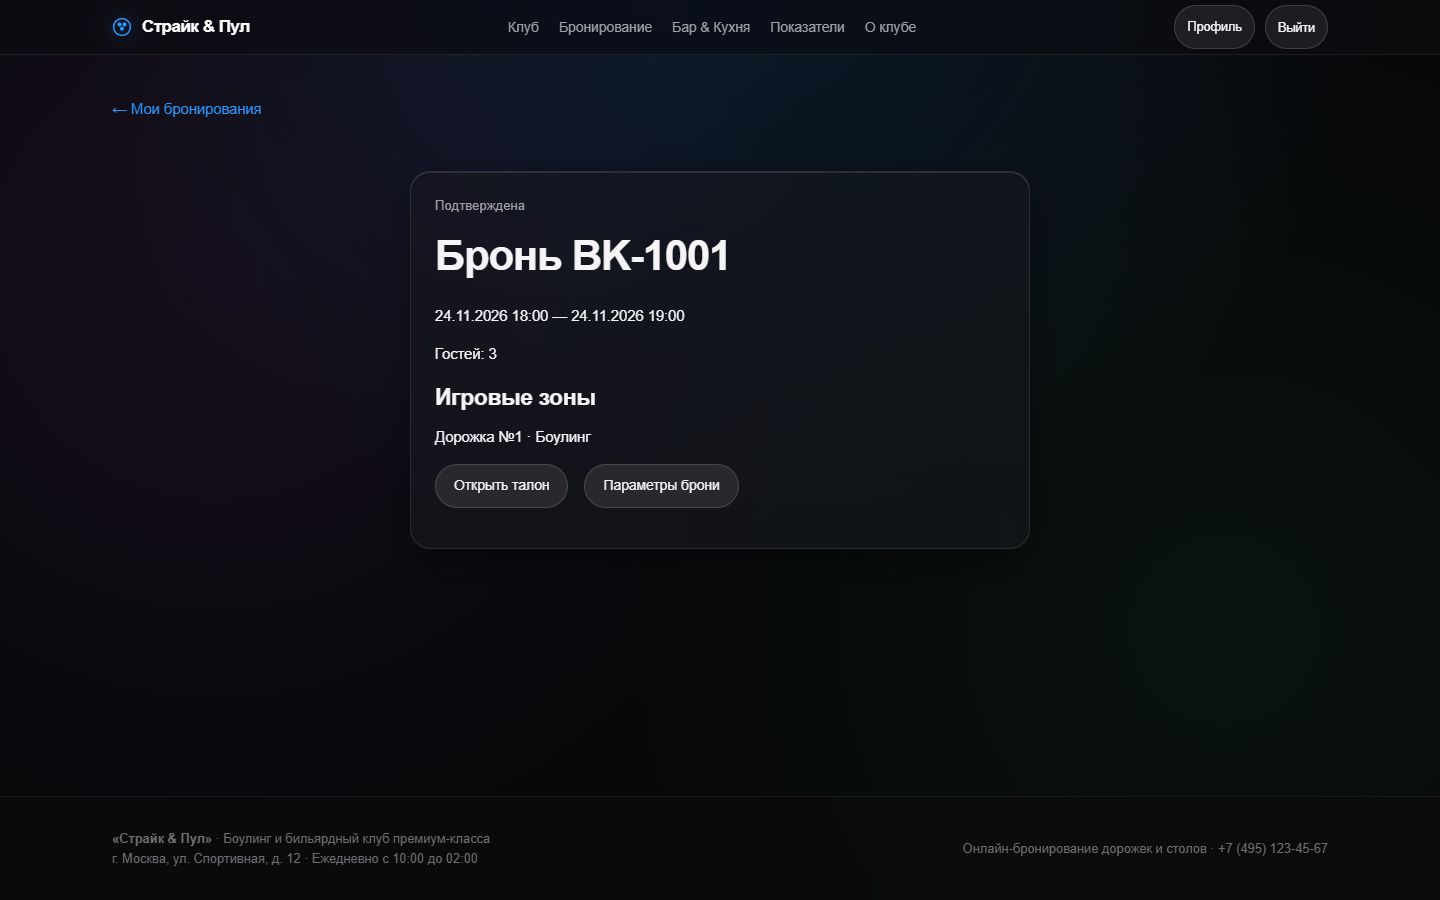 Страйк & Пул
Клуб Бронирование Бар & Кухня Показатели О клубе
Профиль Выйти
← Мои бронирования
Подтверждена
Бронь BK-1001
24.11.2026 18:00 — 24.11.2026 19:00
Гостей: 3
Игровые зоны
Дорожка №1 · Боулинг
Открыть талон Параметры брони
«Страйк & Пул» · Боулинг и бильярдный клуб премиум-класса
г. Москва, ул. Спортивная, д. 12 · Ежедневно с 10:00 до 02:00
Онлайн-бронирование дорожек и столов · +7 (495) 123-45-67